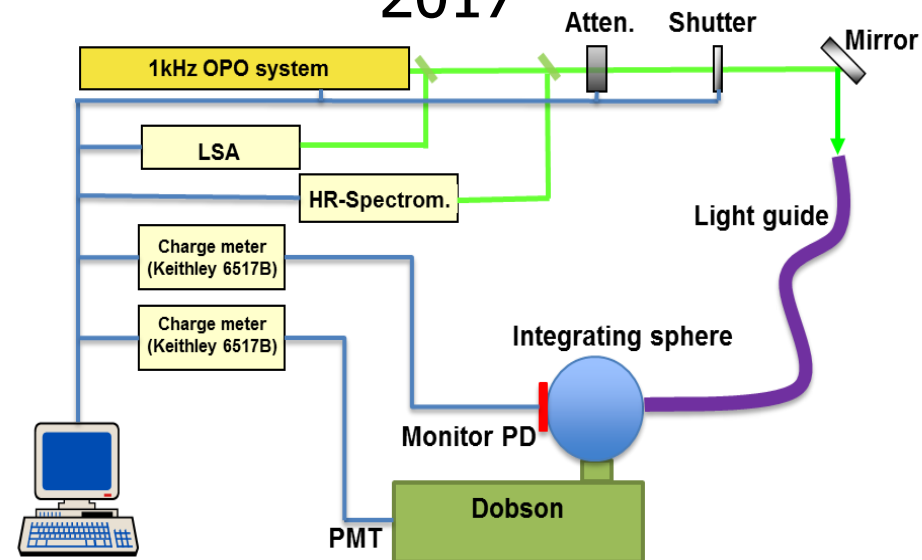 2017
Atten.
Shutter
Mirror
1kHz OPO system
LSA
HR-Spectrom.
Light guide
Charge meter
(Keithley 6517B)
Charge meter
(Keithley 6517B)
Integrating sphere
Monitor PD
Dobson
PMT